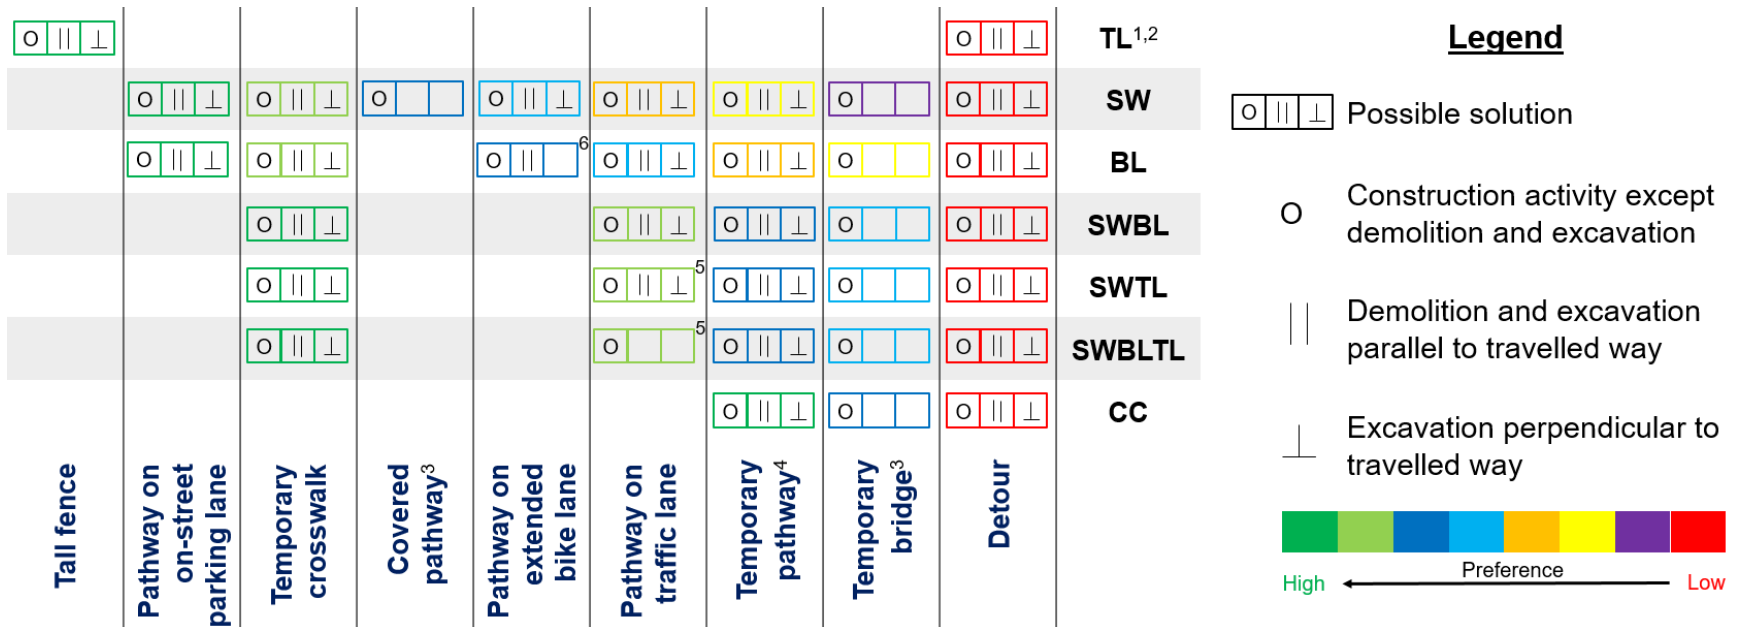 O || ⊥ O || ⊥ TL1,2
O || ⊥ O || ⊥ O O || ⊥ O || ⊥ O || ⊥ O O || ⊥ SW
O || ⊥ O || ⊥ O || 6 O || ⊥ O || ⊥ O O || ⊥ BL
O || ⊥ O || ⊥ O || ⊥ O O || ⊥ SWBL
O || ⊥ O || ⊥ 5 O || ⊥ O O || ⊥ SWTL
O || ⊥ O 5 O || ⊥ O O || ⊥ SWBLTL
O || ⊥ O O || ⊥ CC
Tall fence
Pathway on
on-street
parking lane
Temporary
crosswalk
Covered
pathway3
Pathway on
extended
bike lane
Pathway on
traffic lane
Temporary
pathway4
Temporary
bridge3
Detour
Legend
O || ⊥ Possible solution
O Construction activity except
demolition and excavation
|| Demolition and excavation
parallel to travelled way
⊥ Excavation perpendicular to
travelled way
Preference
High Low